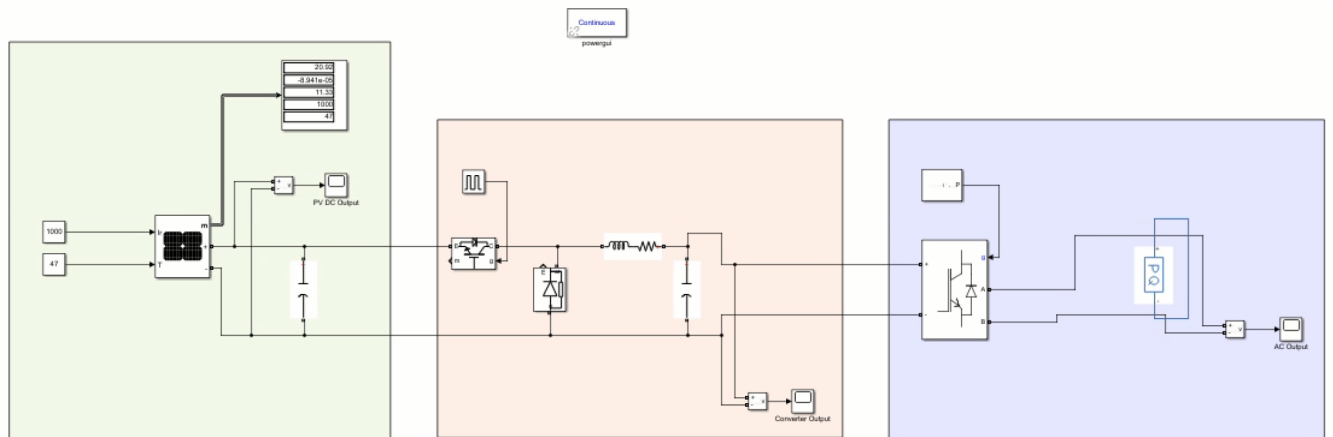 Continuous
powergui
20.92
-8.941e-05
11.33
1000
47
PV DC Output
1000
47
Ir
T
m
+
-
+
-
v
E
C
m
g
E
Converter Output
+
-
v
P
g
+
-
A
B
+
PQ
-
+
-
v
AC Output